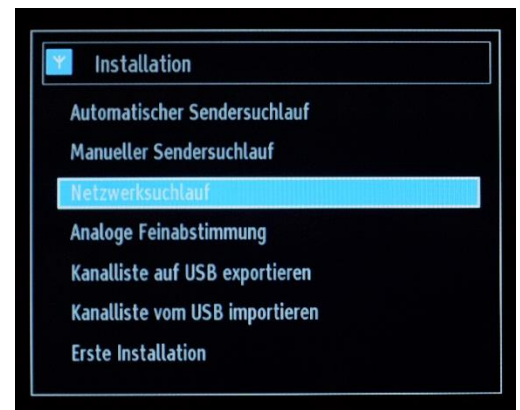 Installation
Automatischer Sendersuchlauf
Manueller Sendersuchlauf
Netzwerksuchlauf
Analoge Feinabstimmung
Kanalliste auf USB exportieren
Kanalliste vom USB importieren
Erste Installation